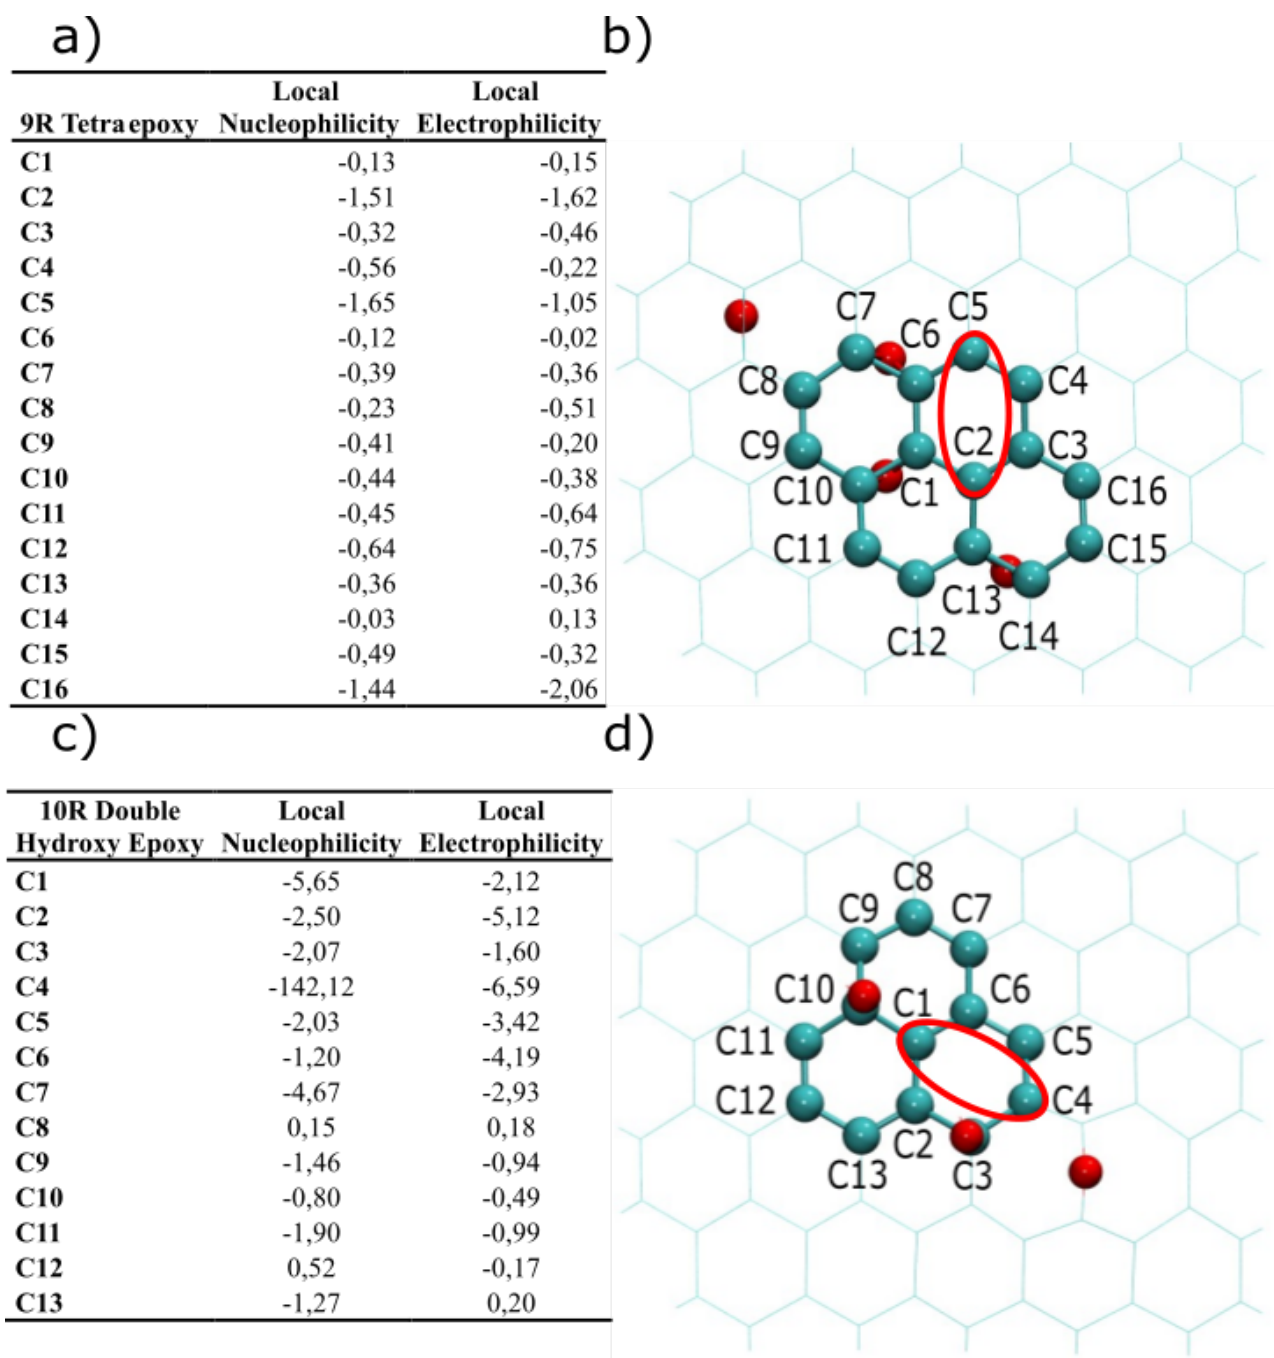 a)
Local Local
9R Tetraepoxy Nucleophilicity Electrophilicity
C1 -0,13 -0,15
C2 -1,51 -1,62
C3 -0,32 -0,46
C4 -0,56 -0,22
C5 -1,65 -1,05
C6 -0,12 -0,02
C7 -0,39 -0,36
C8 -0,23 -0,51
C9 -0,41 -0,20
C10 -0,44 -0,38
C11 -0,45 -0,64
C12 -0,64 -0,75
C13 -0,36 -0,36
C14 -0,03 0,13
C15 -0,49 -0,32
C16 -1,44 -2,06
b)
C7 C5
C6
C8 C4
C9 C2 C3
C10 C1 C16
C11 C15
C13
C12 C14
c)
10R Double Local Local
Hydroxy Epoxy Nucleophilicity Electrophilicity
C1 -5,65 -2,12
C2 -2,50 -5,12
C3 -2,07 -1,60
C4 -142,12 -6,59
C5 -2,03 -3,42
C6 -1,20 -4,19
C7 -4,67 -2,93
C8 0,15 0,18
C9 -1,46 -0,94
C10 -0,80 -0,49
C11 -1,90 -0,99
C12 0,52 -0,17
C13 -1,27 0,20
d)
C8
C9 C7
C10 C1 C6
C11 C5
C12 C4
C2
C13 C3